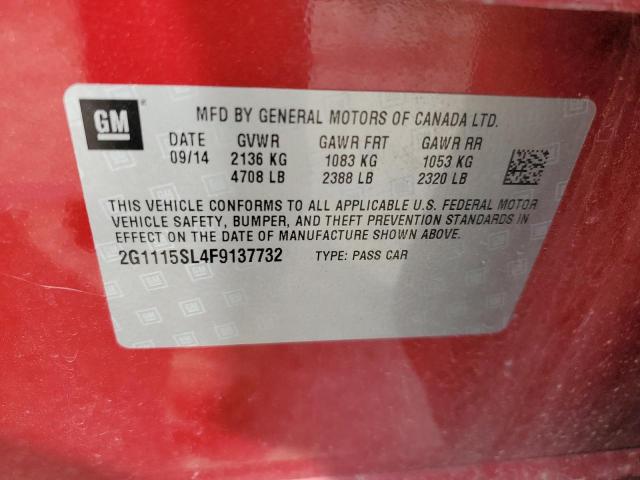 GM
MFD BY GENERAL MOTORS OF CANADA LTD.
DATE GVWR GAWR FRT GAWR RR
09/14 2136 KG 1083 KG 1053 KG
4708 LB 2388 LB 2320 LB
THIS VEHICLE CONFORMS TO ALL APPLICABLE U.S. FEDERAL MOTOR
VEHICLE SAFETY, BUMPER, AND THEFT PREVENTION STANDARDS IN
EFFECT ON THE DATE OF MANUFACTURE SHOWN ABOVE.
2G1115SL4F9137732 TYPE: PASS CAR